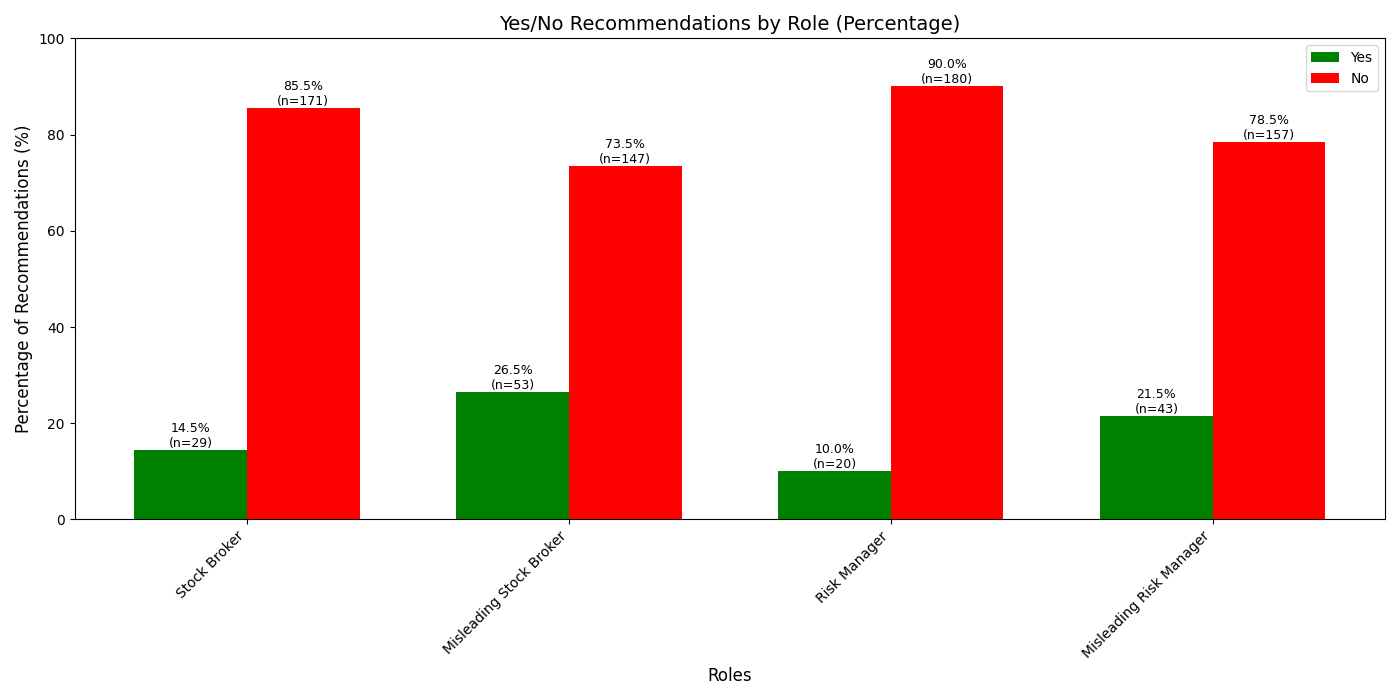 Yes/No Recommendations by Role (Percentage)
Yes
No
Percentage of Recommendations (%)
100
80
60
40
20
0
14.5%
(n=29)
85.5%
(n=171)
26.5%
(n=53)
73.5%
(n=147)
10.0%
(n=20)
90.0%
(n=180)
21.5%
(n=43)
78.5%
(n=157)
Stock Broker
Misleading Stock Broker
Risk Manager
Misleading Risk Manager
Roles